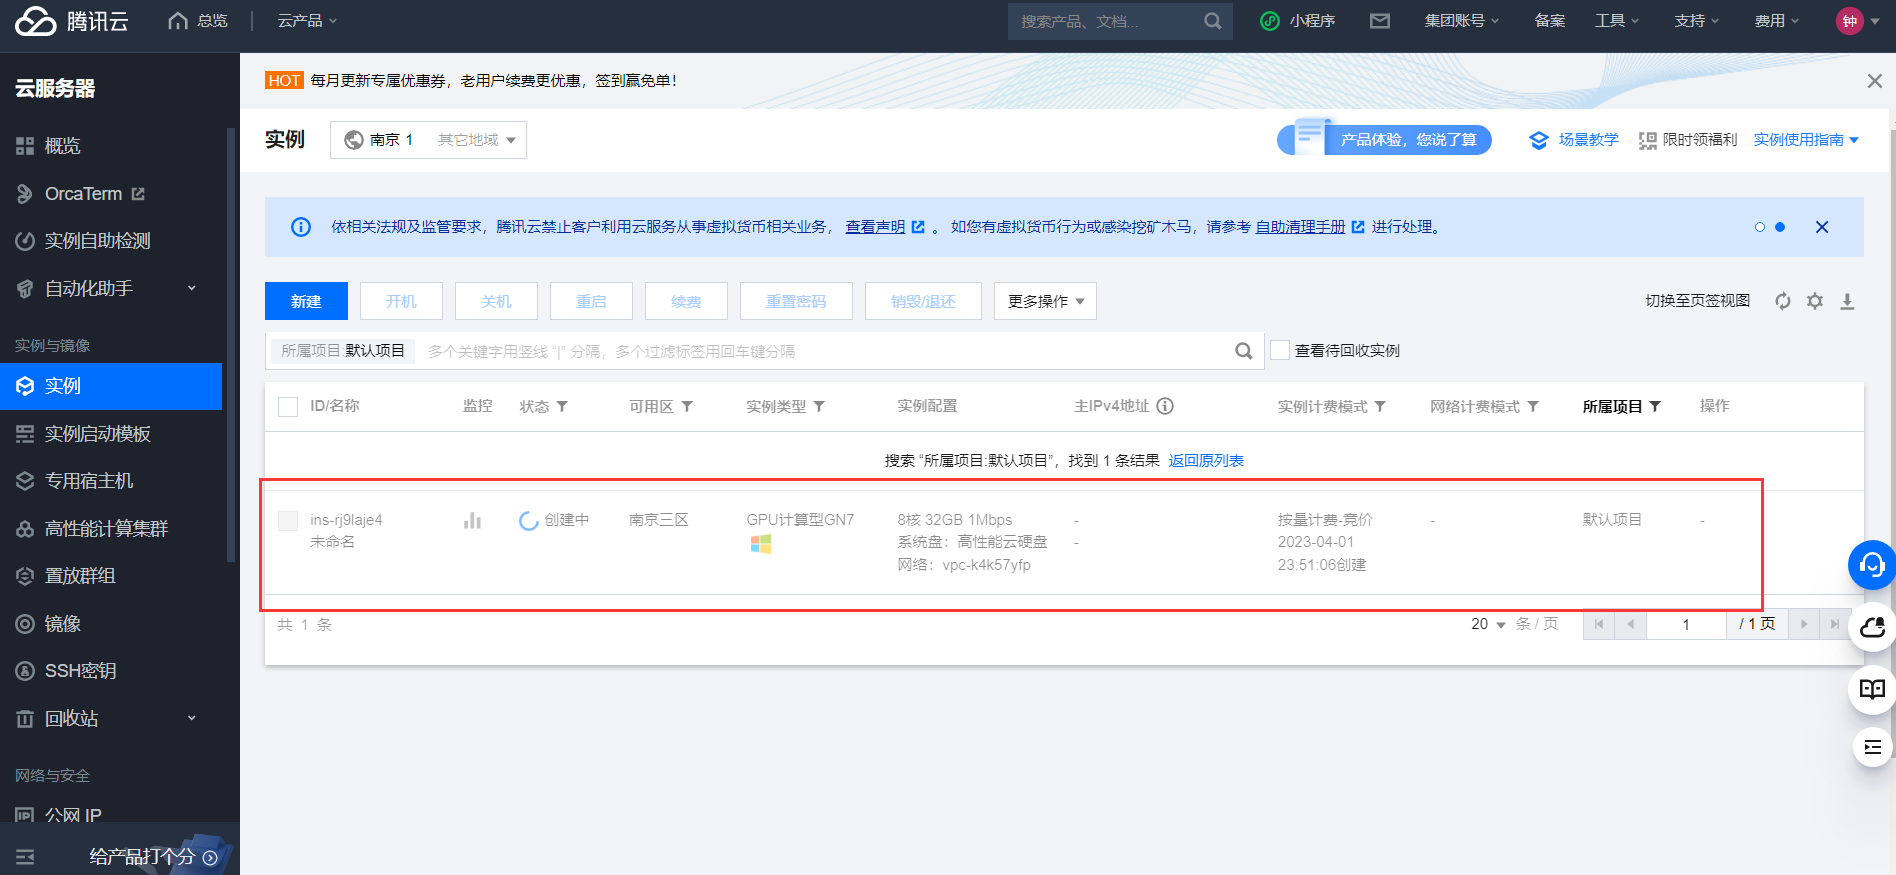 腾讯云
总览
云产品
搜索产品、文档...
小程序
集团账号
备案
工具
支持
费用
钟
云服务器
概览
OrcaTerm
实例自助检测
自动化助手
实例与镜像
实例
实例启动模板
专用宿主机
高性能计算集群
置放群组
镜像
SSH密钥
回收站
网络与安全
公网 IP
给产品打个分
HOT 每月更新专属优惠券，老用户续费更优惠，签到赢免单！
实例
南京 1 其它地域
产品体验，您说了算
场景教学
限时领福利
实例使用指南
依相关法规及监管要求，腾讯云禁止客户利用云服务从事虚拟货币相关业务， 查看声明 。 如您有虚拟货币行为或感染挖矿木马，请参考 自助清理手册 进行处理。
新建
开机
关机
重启
续费
重置密码
销毁/退还
更多操作
切换至页签视图
所属项目:默认项目 多个关键字用竖线 “|” 分隔，多个过滤标签用回车键分隔
查看待回收实例
ID/名称 监控 状态 可用区 实例类型 实例配置 主IPv4地址 实例计费模式 网络计费模式 所属项目 操作
搜索 “所属项目:默认项目”，找到 1 条结果 返回原列表
ins-rj9laje4 创建中 南京三区 GPU计算型GN7 8核 32GB 1Mbps - 按量计费-竞价 - 默认项目 -
未命名 系统盘：高性能云硬盘 - 2023-04-01
网络：vpc-k4k57yfp 23:51:06创建
共 1 条
20 条 / 页
1 / 1 页